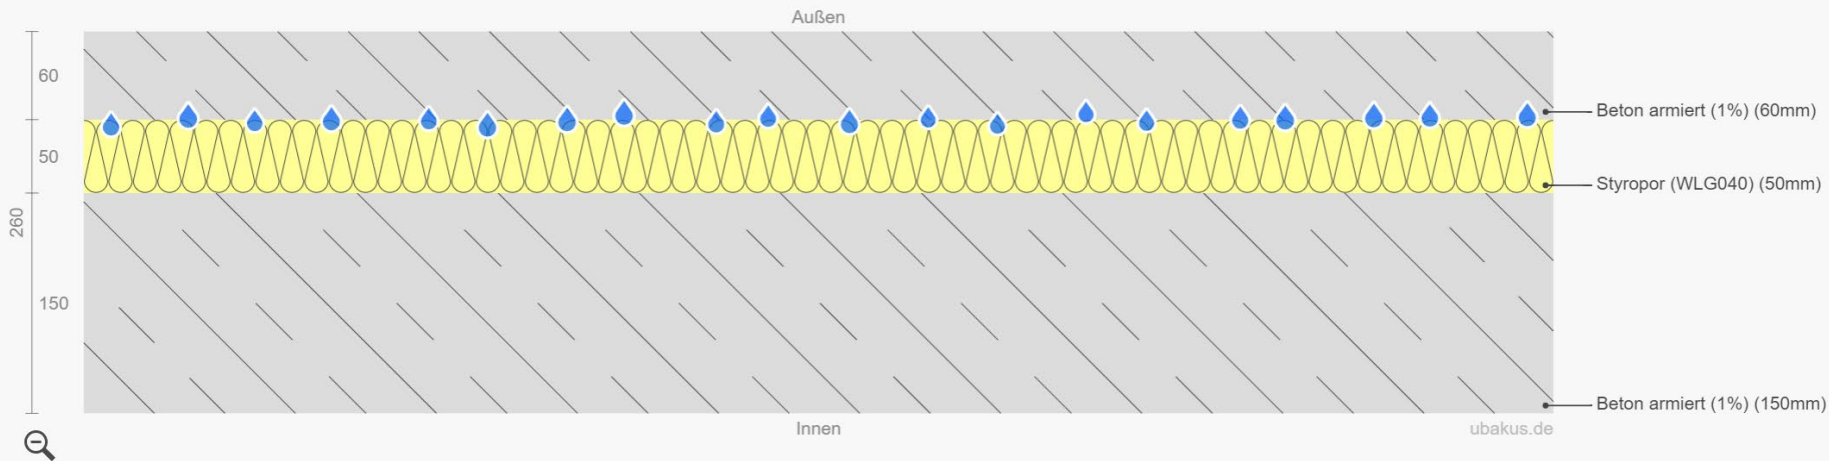 Außen
60
Beton armiert (1%) (60mm)
50
Styropor (WLG040) (50mm)
260
150
Beton armiert (1%) (150mm)
Innen
ubakus.de